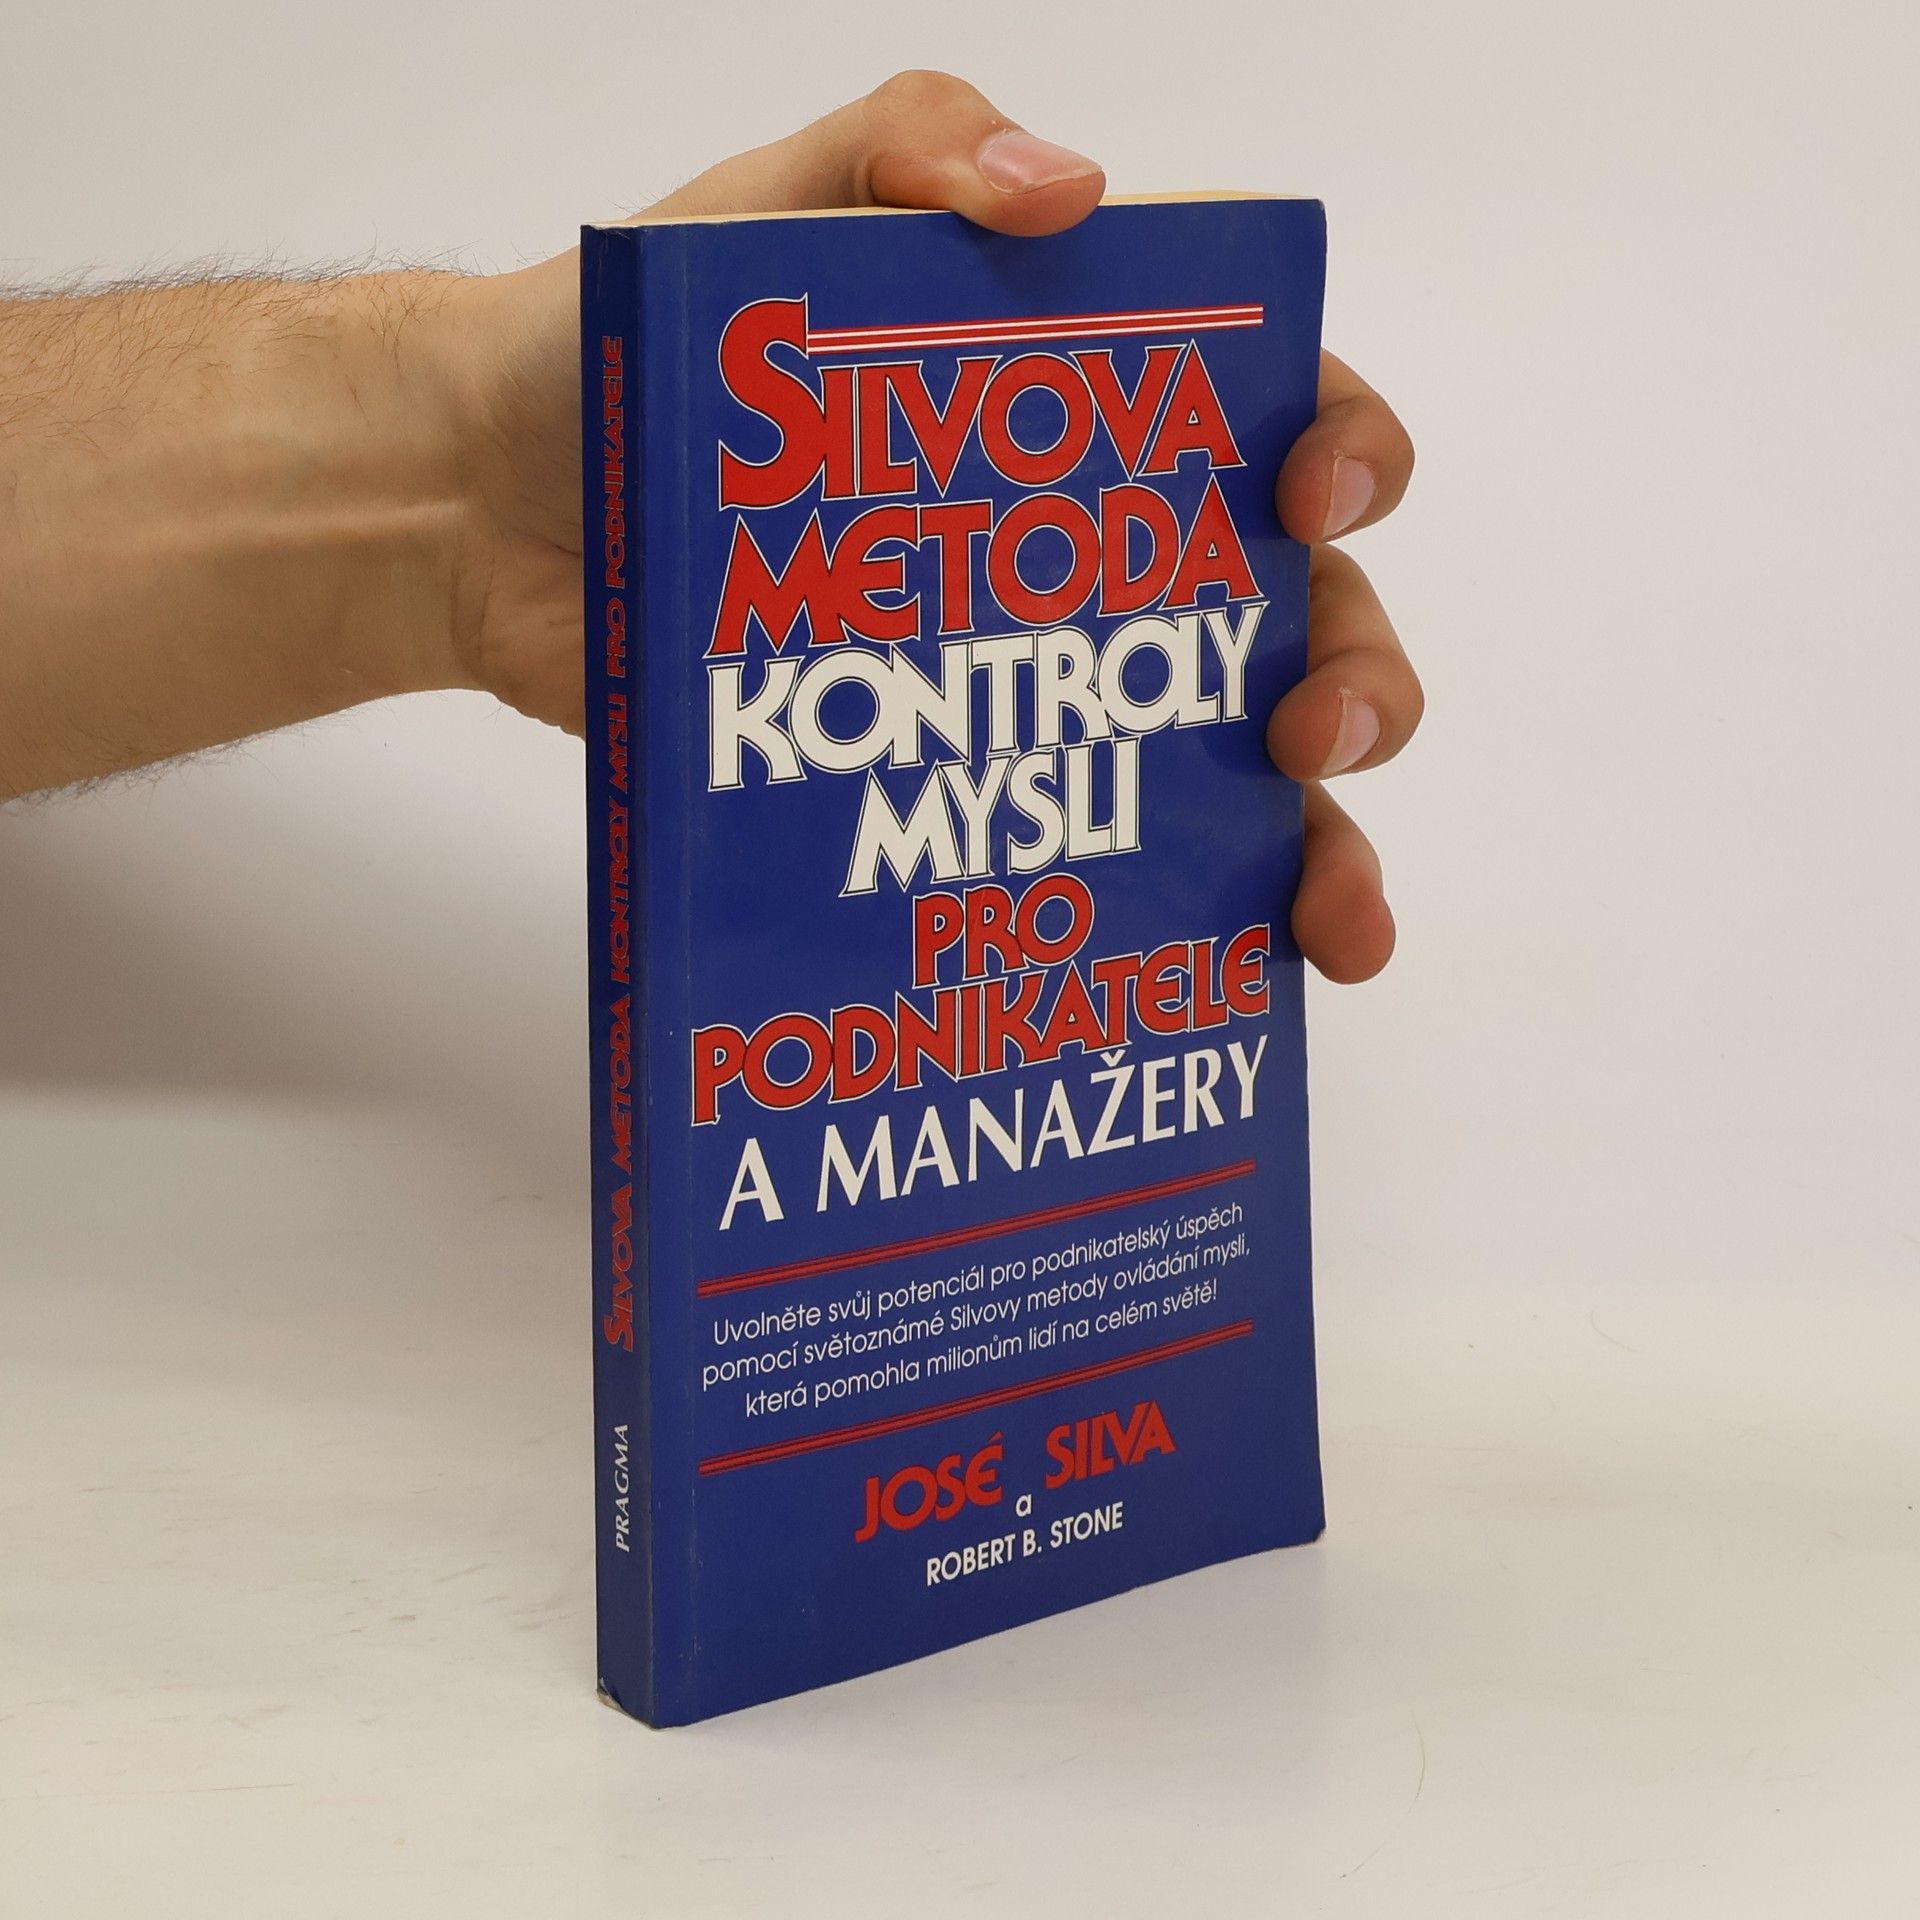 SILVOVA
METODA
KONTROLY
MYSLI
PRO
PODNIKATELE
A MANAŽERY
Uvolněte svůj potenciál pro podnikatelský úspěch
pomocí světoznámé Silvovy metody ovládání mysli,
která pomohla milionům lidí na celém světě!
JOSÉ SILVA
a
ROBERT B. STONE
SILVOVA METODA KONTROLY MYSLI PRO PODNIKATELE
PRAGMA